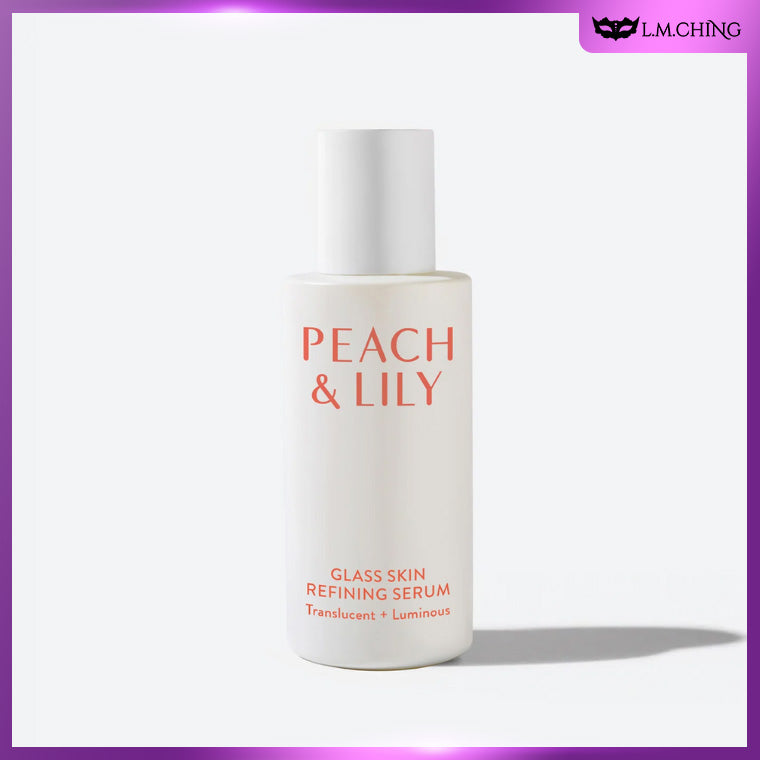 L.M.CHING
PEACH
& LILY
GLASS SKIN
REFINING SERUM
Translucent + Luminous